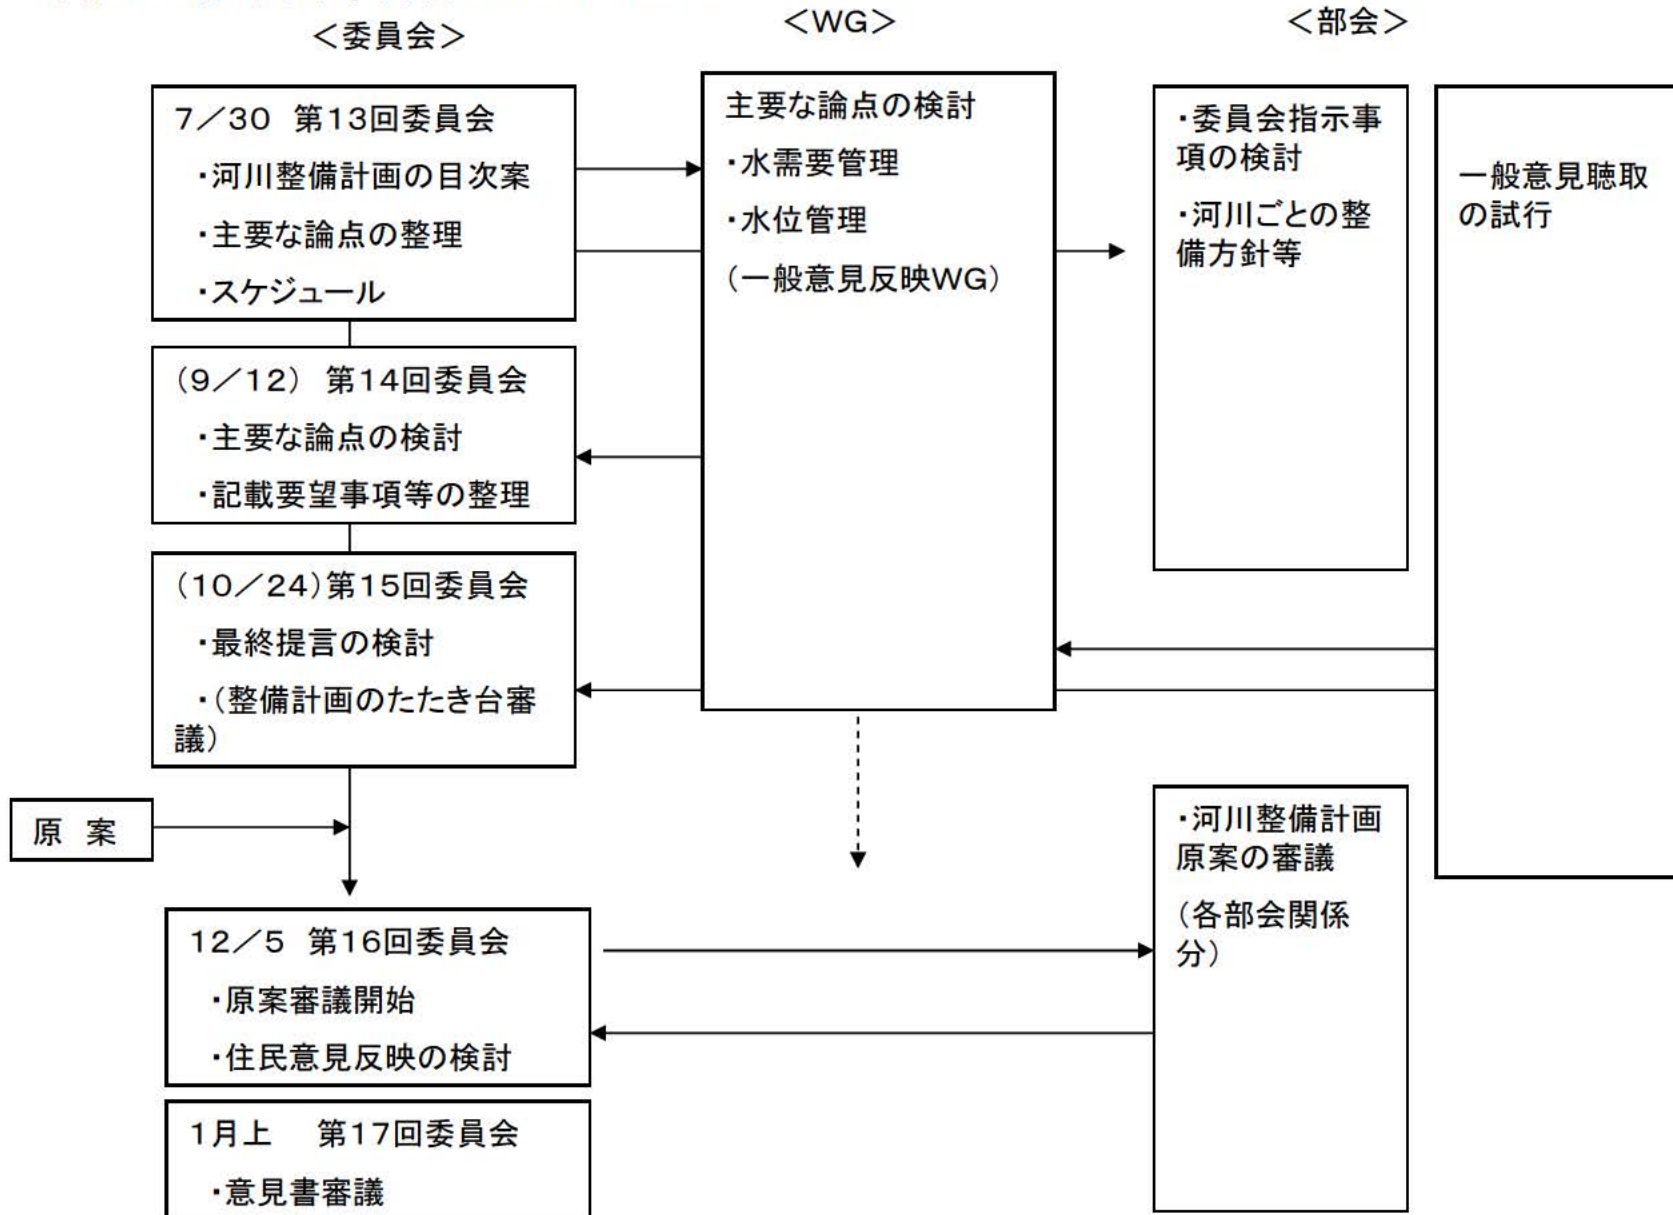 ＜委員会＞
＜WG＞
＜部会＞
7／30 第13回委員会
・河川整備計画の目次案
・主要な論点の整理
・スケジュール
(9／12) 第14回委員会
・主要な論点の検討
・記載要望事項等の整理
(10／24)第15回委員会
・最終提言の検討
・(整備計画のたたき台審
議)
原 案
12／5 第16回委員会
・原案審議開始
・住民意見反映の検討
1月上 第17回委員会
・意見書審議
主要な論点の検討
・水需要管理
・水位管理
(一般意見反映WG)
・委員会指示事
項の検討
・河川ごとの整
備方針等
・河川整備計画
原案の審議
(各部会関係
分)
一般意見聴取
の試行